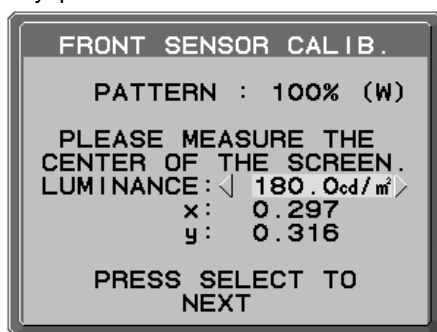 FRONT SENSOR CALIB.
PATTERN : 100% (W)
PLEASE MEASURE THE
CENTER OF THE SCREEN.
LUMINANCE: 180.0cd/㎡
x: 0.297
y: 0.316
PRESS SELECT TO
NEXT